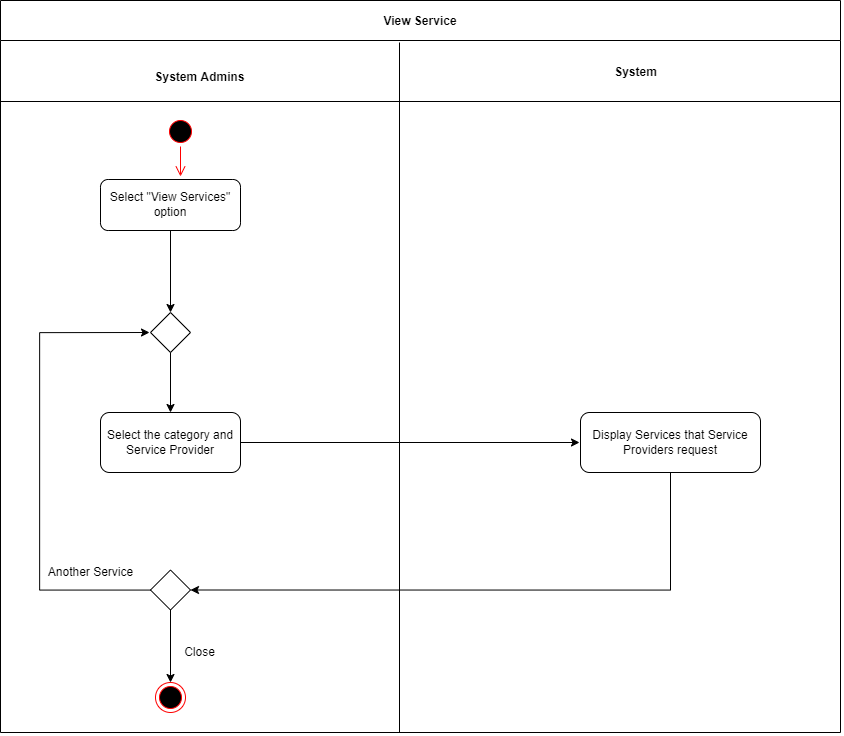 View Service
System Admins
System
Select "View Services"
option
Select the category and
Service Provider
Display Services that Service
Providers request
Another Service
Close